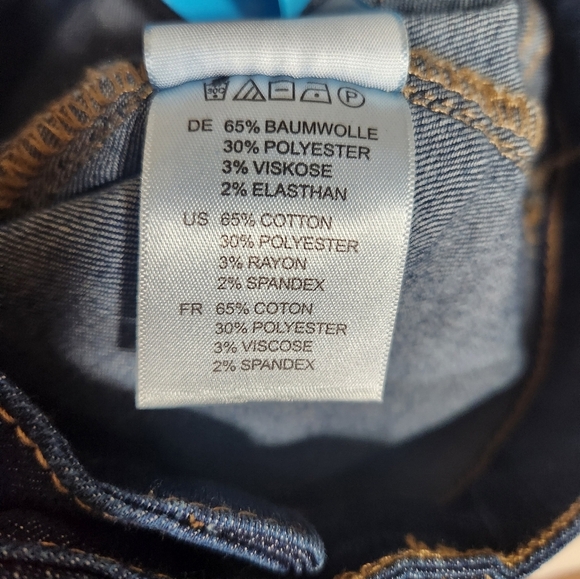 DE 65% BAUMWOLLE
30% POLYESTER
3% VISKOSE
2% ELASTHAN
US 65% COTTON
30% POLYESTER
3% RAYON
2% SPANDEX
FR 65% COTON
30% POLYESTER
3% VISCOSE
2% SPANDEX